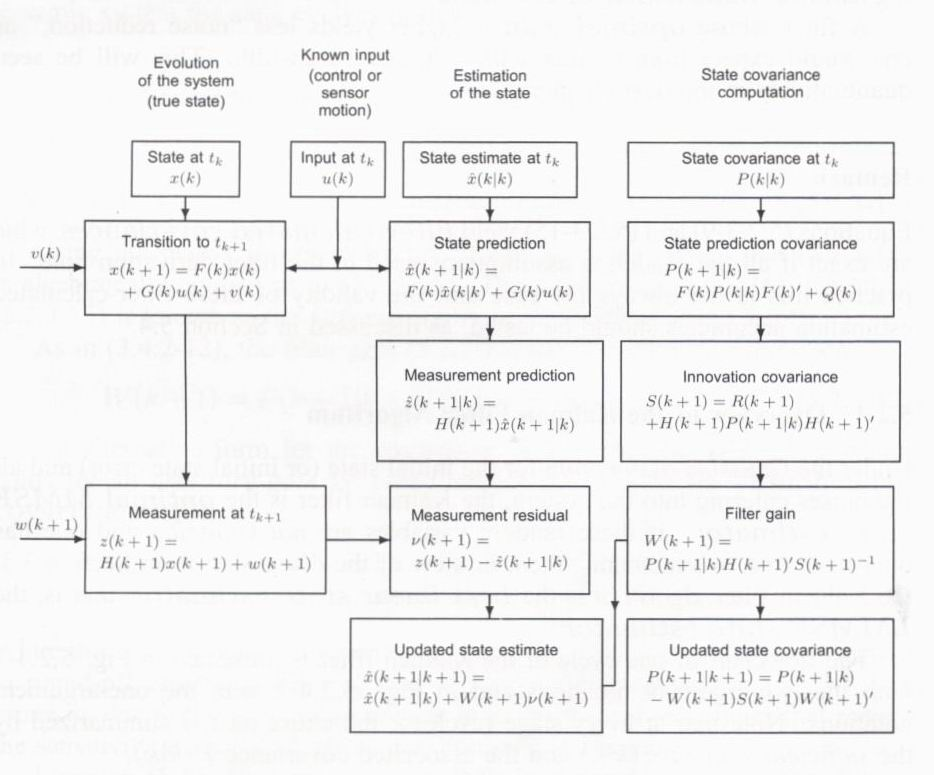 Evolution
of the system
(true state)
Known input
(control or
sensor
motion)
Estimation
of the state
State covariance
computation
State at t_k
x(k)
Input at t_k
u(k)
State estimate at t_k
x̂(k|k)
State covariance at t_k
P(k|k)
v(k)
Transition to t_{k+1}
x(k + 1) = F(k)x(k)
+ G(k)u(k) + v(k)
State prediction
x̂(k + 1|k) =
F(k)x̂(k|k) + G(k)u(k)
State prediction covariance
P(k + 1|k) =
F(k)P(k|k)F(k)′ + Q(k)
Measurement prediction
ẑ(k + 1|k) =
H(k + 1)x̂(k + 1|k)
Innovation covariance
S(k + 1) = R(k + 1)
+H(k + 1)P(k + 1|k)H(k + 1)′
w(k + 1)
Measurement at t_{k+1}
z(k + 1) =
H(k + 1)x(k + 1) + w(k + 1)
Measurement residual
ν(k + 1) =
z(k + 1) − ẑ(k + 1|k)
Filter gain
W(k + 1) =
P(k + 1|k)H(k + 1)′S(k + 1)⁻¹
Updated state estimate
x̂(k + 1|k + 1) =
x̂(k + 1|k) + W(k + 1)ν(k + 1)
Updated state covariance
P(k + 1|k + 1) = P(k + 1|k)
− W(k + 1)S(k + 1)W(k + 1)′